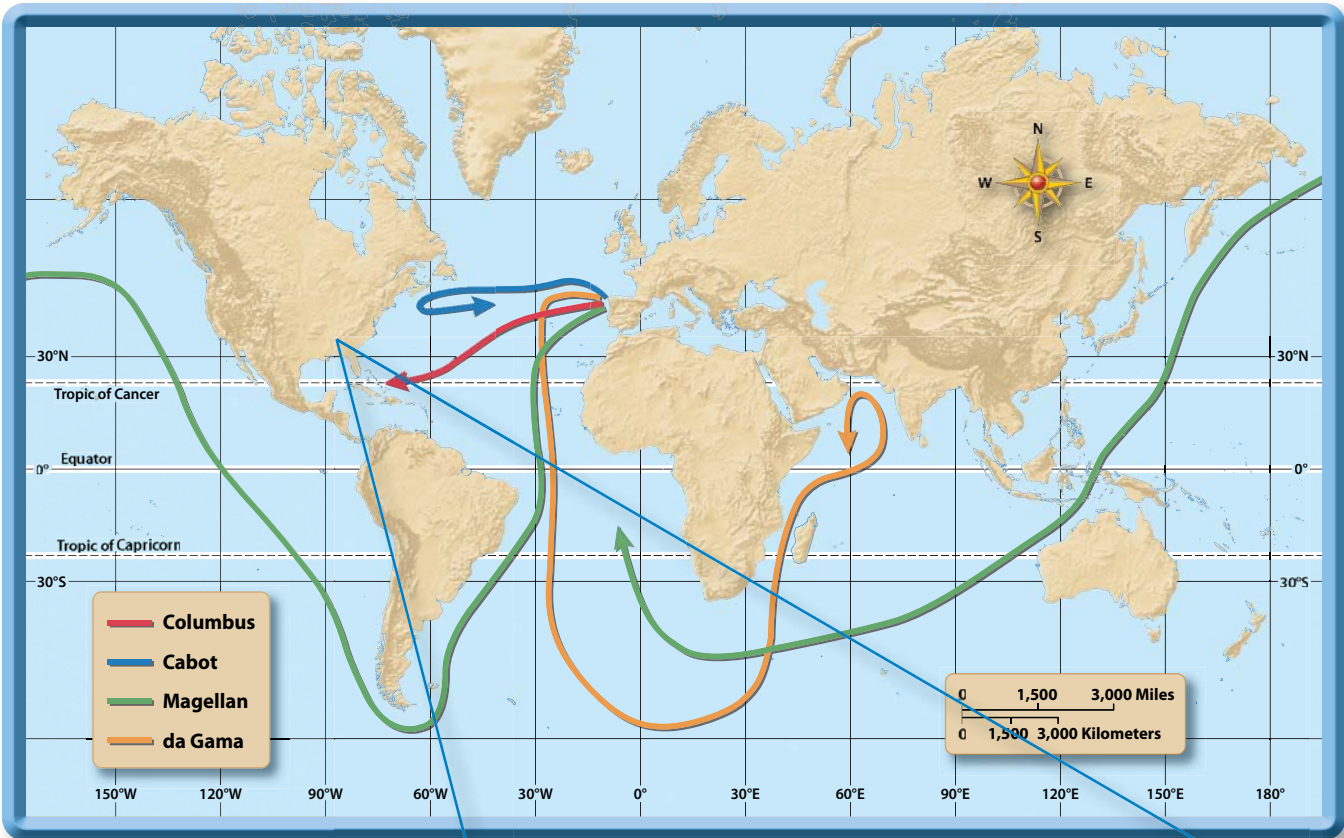 N
W E
S
30°N 30°N
Tropic of Cancer
Equator
0° 0°
Tropic of Capricorn
30°S 30°S
Columbus
Cabot
Magellan
da Gama
0 1,500 3,000 Miles
0 1,500 3,000 Kilometers
150°W 120°W 90°W 60°W 30°W 0° 30°E 60°E 90°E 120°E 150°E 180°